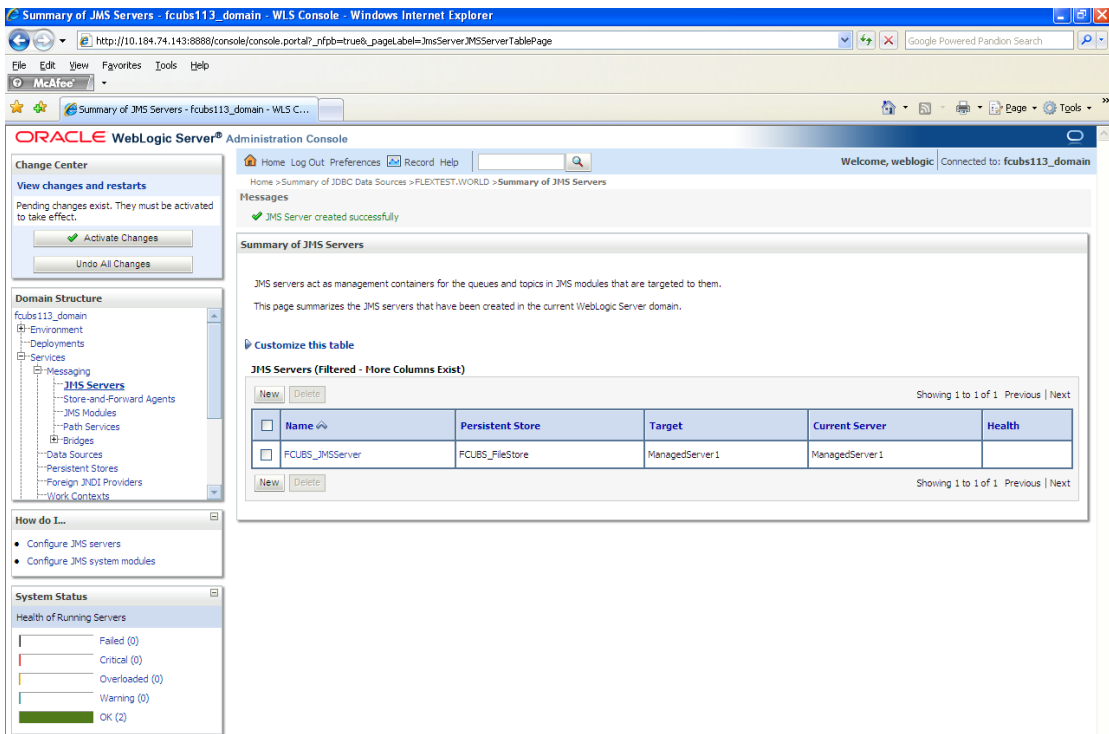 Summary of JMS Servers - fcubs113_domain - WLS Console - Windows Internet Explorer
http://10.184.74.143:8888/console/console.portal?_nfpb=true&_pageLabel=JmsServerJMSServerTablePage
Google Powered Pandion Search
File Edit View Favorites Tools Help
McAfee
Summary of JMS Servers - fcubs113_domain - WLS C...
Page Tools
ORACLE WebLogic Server® Administration Console
Change Center
View changes and restarts
Pending changes exist. They must be activated
to take effect.
Activate Changes
Undo All Changes
Domain Structure
fcubs113_domain
Environment
Deployments
Services
Messaging
JMS Servers
Store-and-Forward Agents
JMS Modules
Path Services
Bridges
Data Sources
Persistent Stores
Foreign JNDI Providers
Work Contexts
How do I...
Configure JMS servers
Configure JMS system modules
System Status
Health of Running Servers
Failed (0)
Critical (0)
Overloaded (0)
Warning (0)
OK (2)
Home Log Out Preferences Record Help
Welcome, weblogic Connected to: fcubs113_domain
Home >Summary of JDBC Data Sources >FLEXTEST.WORLD >Summary of JMS Servers
Messages
JMS Server created successfully
Summary of JMS Servers
JMS servers act as management containers for the queues and topics in JMS modules that are targeted to them.
This page summarizes the JMS servers that have been created in the current WebLogic Server domain.
Customize this table
JMS Servers (Filtered - More Columns Exist)
New Delete Showing 1 to 1 of 1 Previous | Next
Name Persistent Store Target Current Server Health
FCUBS_JMSServer FCUBS_FileStore ManagedServer1 ManagedServer1
New Delete Showing 1 to 1 of 1 Previous | Next